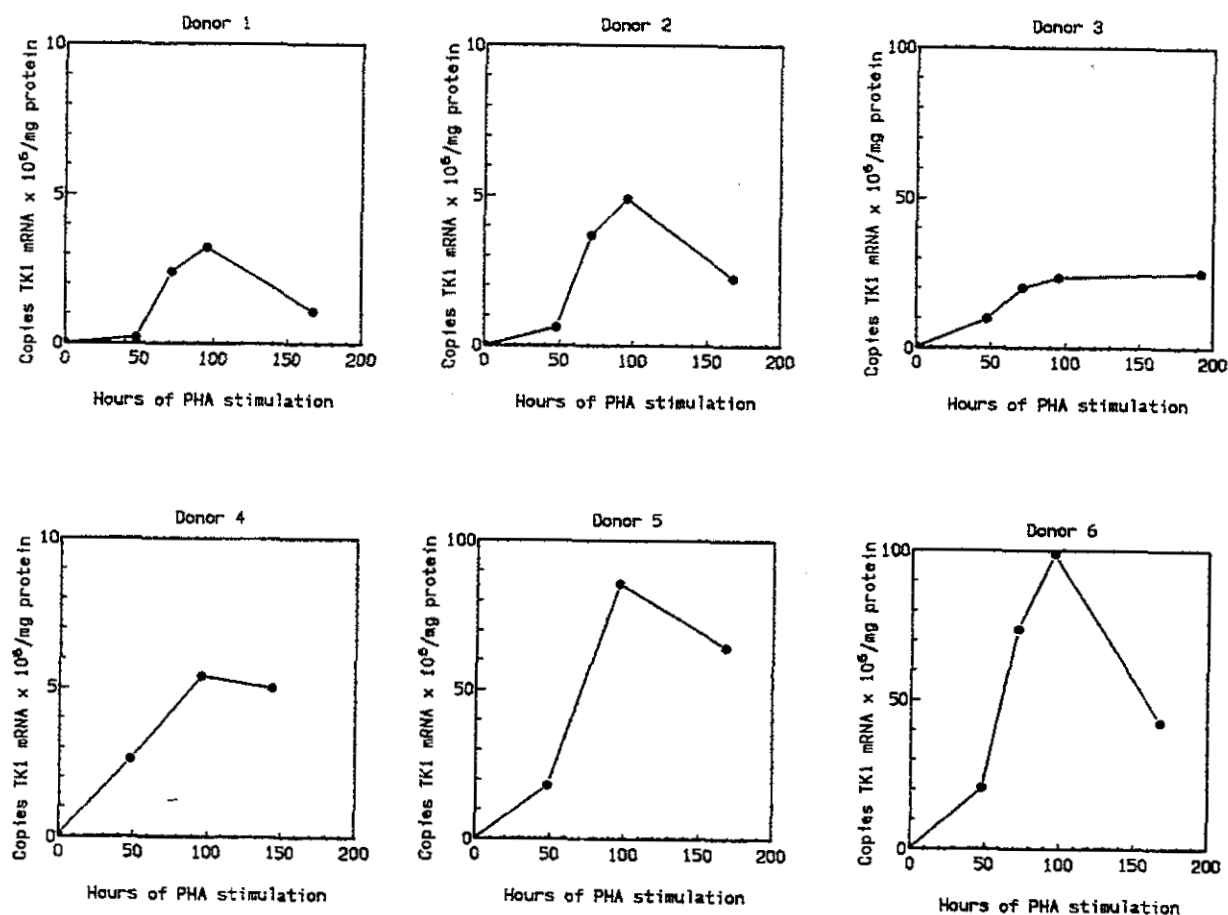 Donor 1
Copies TK1 mRNA x 10⁶/mg protein
10
5
0
0 50 100 150 200
Hours of PHA stimulation
Donor 2
Copies TK1 mRNA x 10⁶/mg protein
10
5
0
0 50 100 150 200
Hours of PHA stimulation
Donor 3
Copies TK1 mRNA x 10⁶/mg protein
100
50
0
0 50 100 150 200
Hours of PHA stimulation
Donor 4
Copies TK1 mRNA x 10⁶/mg protein
10
5
0
0 50 100 150 200
Hours of PHA stimulation
Donor 5
Copies TK1 mRNA x 10⁶/mg protein
100
50
0
0 50 100 150 200
Hours of PHA stimulation
Donor 6
Copies TK1 mRNA x 10⁶/mg protein
100
50
0
0 50 100 150 200
Hours of PHA stimulation